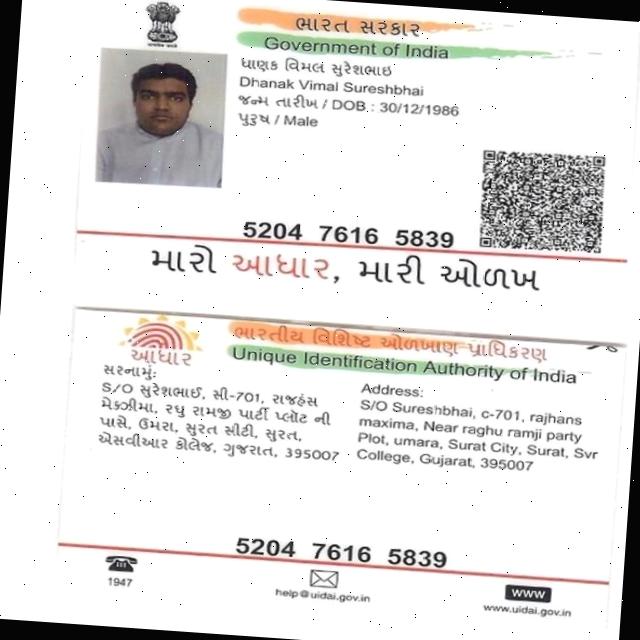 ભારત સરકાર
Government of India
ધાણક વિમલ સુરેશભાઇ
Dhanak Vimal Sureshbhai
જન્મ તારીખ / DOB : 30/12/1986
પુરુષ / Male
5204 7616 5839
મારો આધાર, મારી ઓળખ
ભારતીય વિશિષ્ટ ઓળખાણ પ્રાધિકરણ
Unique Identification Authority of India
આધાર
સરનામું:
S/O સુરેશભાઈ, સી-701, રાજહંસ
મેક્ઝીમા, રઘુ રામજી પાર્ટી પ્લૉટ ની
પાસે, ઉમરા, સુરત સીટી, સુરત,
એસવીઆર કોલેજ, ગુજરાત, 395007
Address:
S/O Sureshbhai, c-701, rajhans
maxima, Near raghu ramji party
Plot, umara, Surat City, Surat, Svr
College, Gujarat, 395007
5204 7616 5839
1947
help@uidai.gov.in
www
www.uidai.gov.in